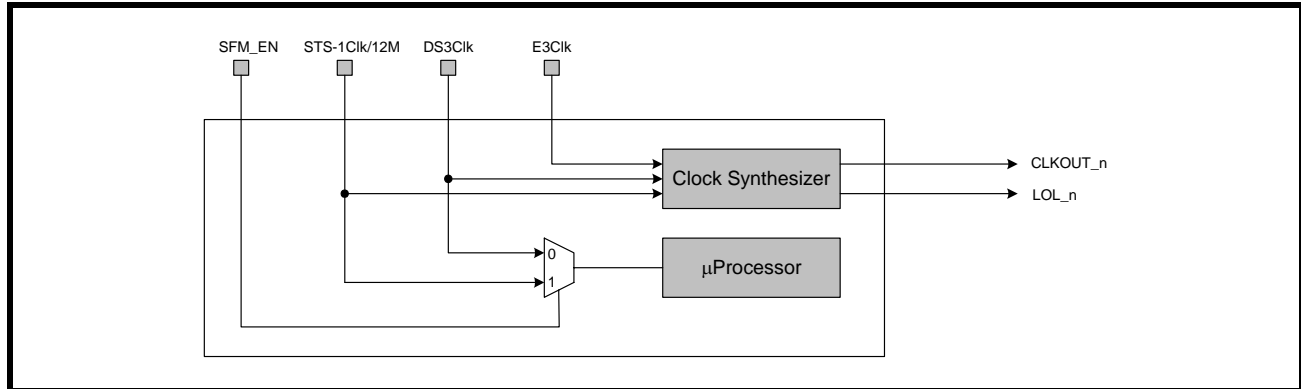 SFM_EN
STS-1Clk/12M
DS3Clk
E3Clk
Clock Synthesizer
CLKOUT_n
LOL_n
0
1
μProcessor